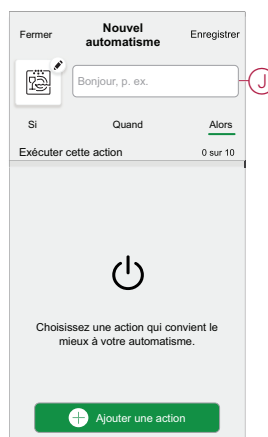 Fermer
Nouvel
automatisme
Enregistrer
Bonjour, p. ex.
J
Si
Quand
Alors
Exécuter cette action
0 sur 10
Choisissez une action qui convient le
mieux à votre automatisme.
Ajouter une action